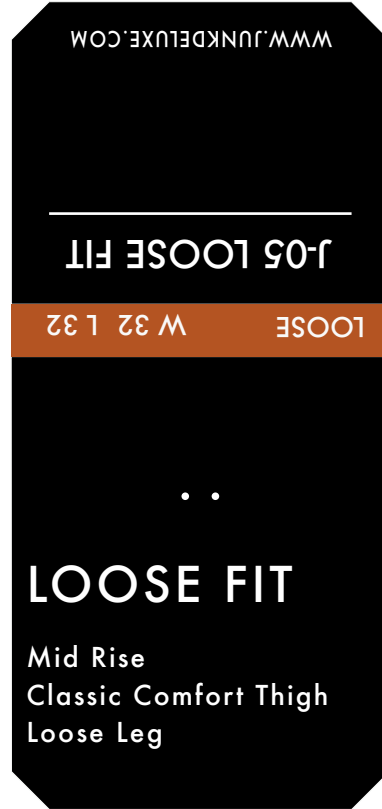 WWW.JUNKDELUXE.COM
J-05 LOOSE FIT
LOOSE W 32 L 32
LOOSE FIT
Mid Rise
Classic Comfort Thigh
Loose Leg